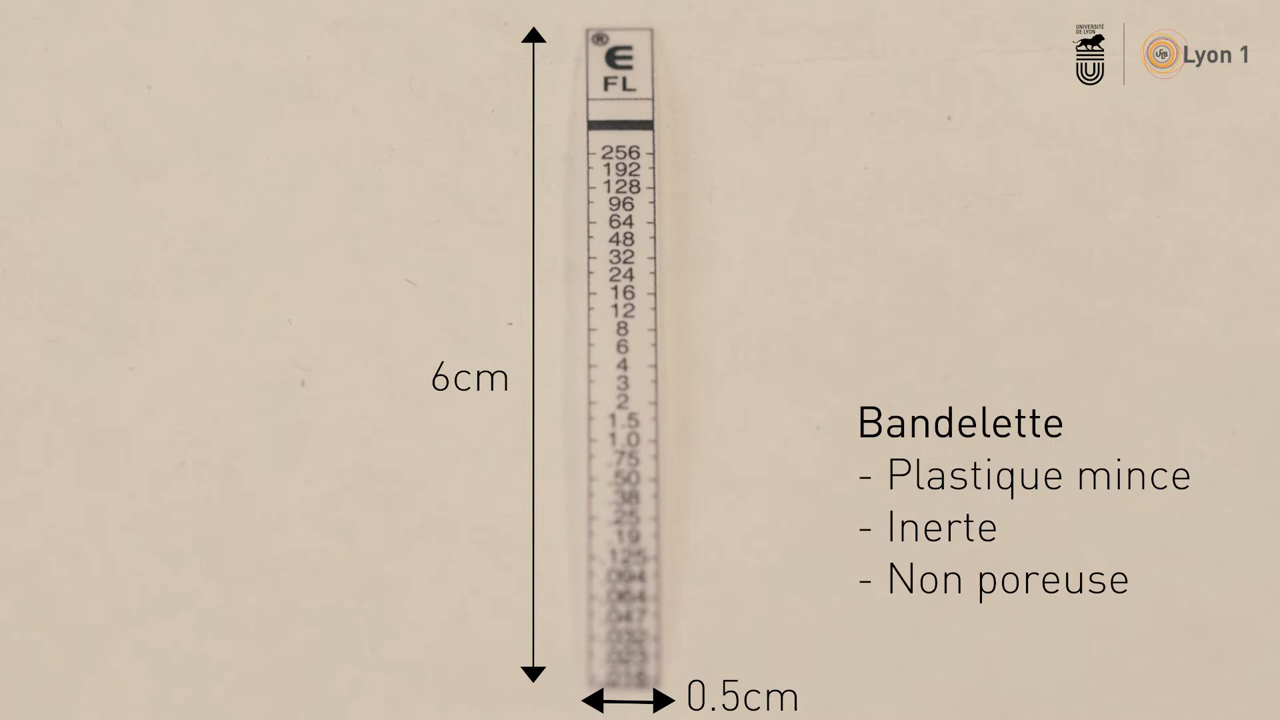 ®
E
FL
256
192
128
96
64
48
32
24
16
12
8
6
4
3
2
1.5
1.0
.75
.50
.38
.19
.125
.094
.064
.047
6cm
0.5cm
UNIVERSITÉ
DE LYON
UCB
Lyon 1
Bandelette
- Plastique mince
- Inerte
- Non poreuse